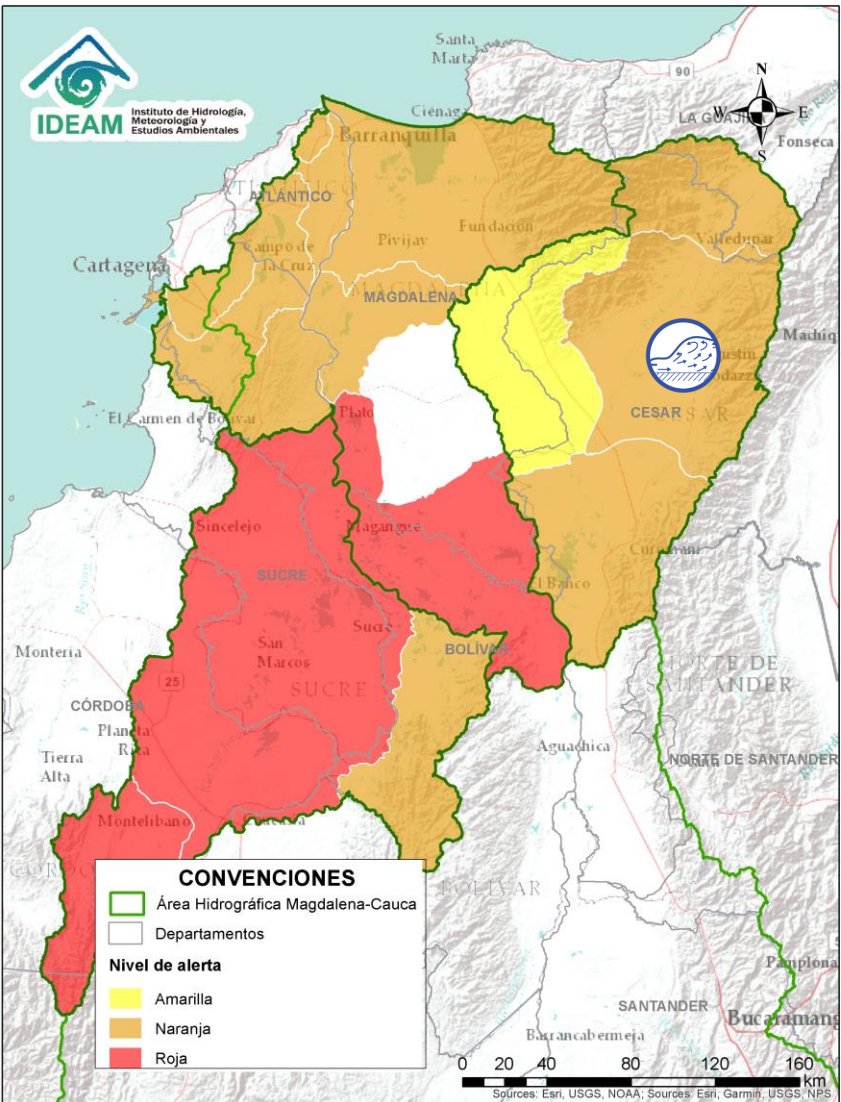 IDEAM
Instituto de Hidrología,
Meteorología y
Estudios Ambientales
Santa
Marta
90
N
W
E
S
LA GUAJIR
Fonseca
Ciénaga
Barranquilla
ATLÁNTICO
ATLÁNTICO
Fundación
Valledupar
Pivijay
Campo de
la Cruz
Cartagena
MAGDALENA
MAGDALENA
Machiq
CESAR
CESAR
Plato
El Carmen de Bolívar
Sincelejo
Magangué
SUCRE
El Banco
Sucre
BOLÍVAR
San
Marcos
SUCRE
Montería
25
NORTE DE
SANTANDER
CÓRDOBA
Planeta
Rica
Aguachica
NORTE DE SANTANDER
Tierra
Alta
Montelíbano
BOLÍVAR
CONVENCIONES
Área Hidrográfica Magdalena-Cauca
Departamentos
Nivel de alerta
Amarilla
Naranja
Roja
Pamplona
SANTANDER
Bucaramang
Barrancabermeja
0 20 40 80 120 160
km
Sources: Esri, USGS, NOAA; Sources: Esri, Garmin, USGS, NPS